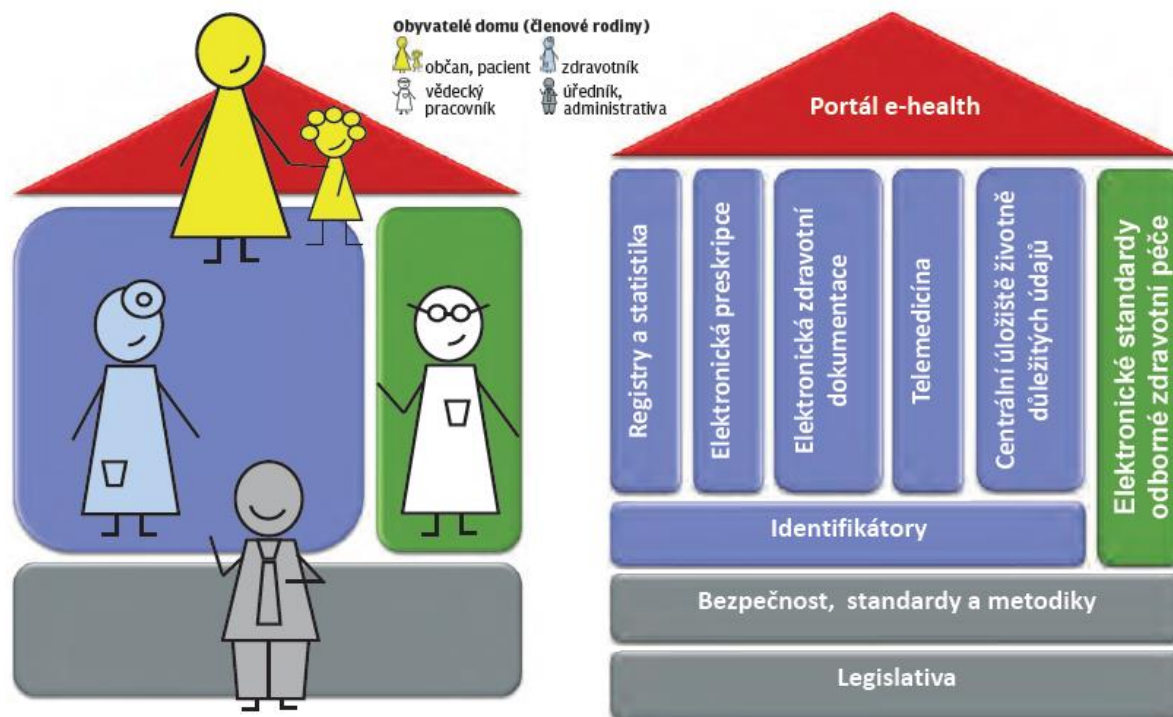 Obyvatelé domu (členové rodiny)
občan, pacient
zdravotník
vědecký
pracovník
úředník,
administrativa
Portál e-health
Registry a statistika
Elektronická preskripce
Elektronická zdravotní
dokumentace
Telemedicína
Centrální úložiště životně
důležitých údajů
Elektronické standardy
odborné zdravotní péče
Identifikátory
Bezpečnost, standardy a metodiky
Legislativa